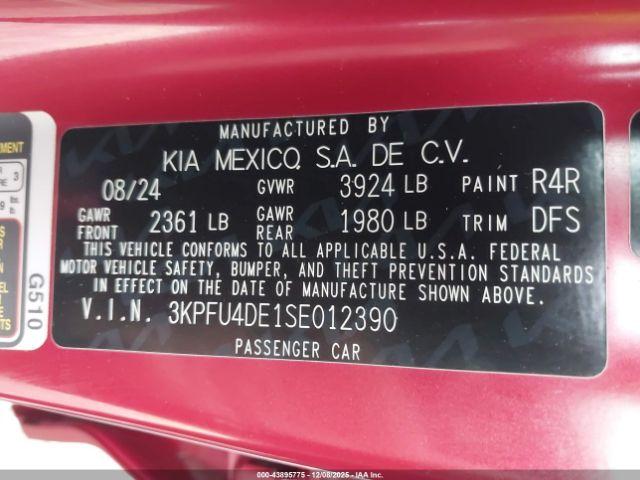 MANUFACTURED BY
KIA MEXICO, S.A. DE C.V.
08/24 GVWR 3924 LB PAINT R4R
GAWR FRONT 2361 LB GAWR REAR 1980 LB TRIM DFS
THIS VEHICLE CONFORMS TO ALL APPLICABLE U.S.A. FEDERAL
MOTOR VEHICLE SAFETY, BUMPER, AND THEFT PREVENTION STANDARDS
IN EFFECT ON THE DATE OF MANUFACTURE SHOWN ABOVE.
V.I.N. 3KPFU4DE1SE012390
PASSENGER CAR
G510
3
120-43895775 - 12/08/2025 - IAA Inc.